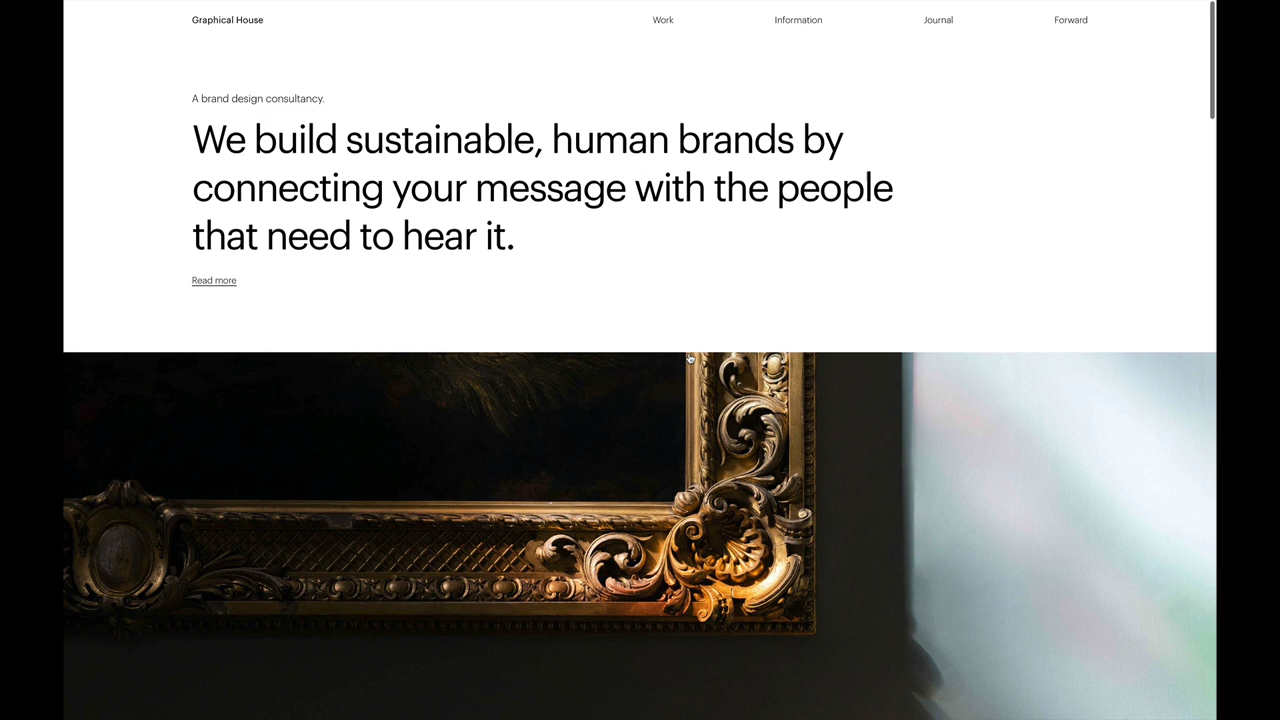 Graphical House
Work
Information
Journal
Forward
A brand design consultancy.
We build sustainable, human brands by
connecting your message with the people
that need to hear it.
Read more